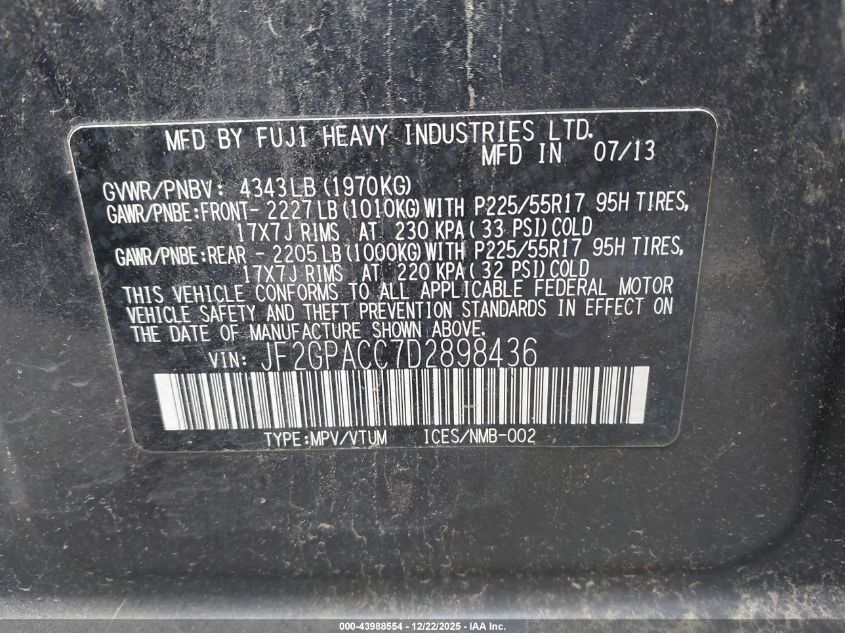 MFD BY FUJI HEAVY INDUSTRIES LTD.
MFD IN 07/13
GVWR/PNBV: 4343LB (1970KG)
GAWR/PNBE:FRONT- 2227LB (1010KG) WITH P225/55R17 95H TIRES,
17X7J RIMS AT 230 KPA (33 PSI) COLD
GAWR/PNBE:REAR - 2205LB (1000KG) WITH P225/55R17 95H TIRES,
17X7J RIMS AT 220 KPA (32 PSI) COLD
THIS VEHICLE CONFORMS TO ALL APPLICABLE FEDERAL MOTOR
VEHICLE SAFETY AND THEFT PREVENTION STANDARDS IN EFFECT ON
THE DATE OF MANUFACTURE SHOWN ABOVE.
VIN: JF2GPACC7D2898436
TYPE:MPV/VTUM ICES/NMB-002
000-43988554 - 12/22/2025 - IAA Inc.